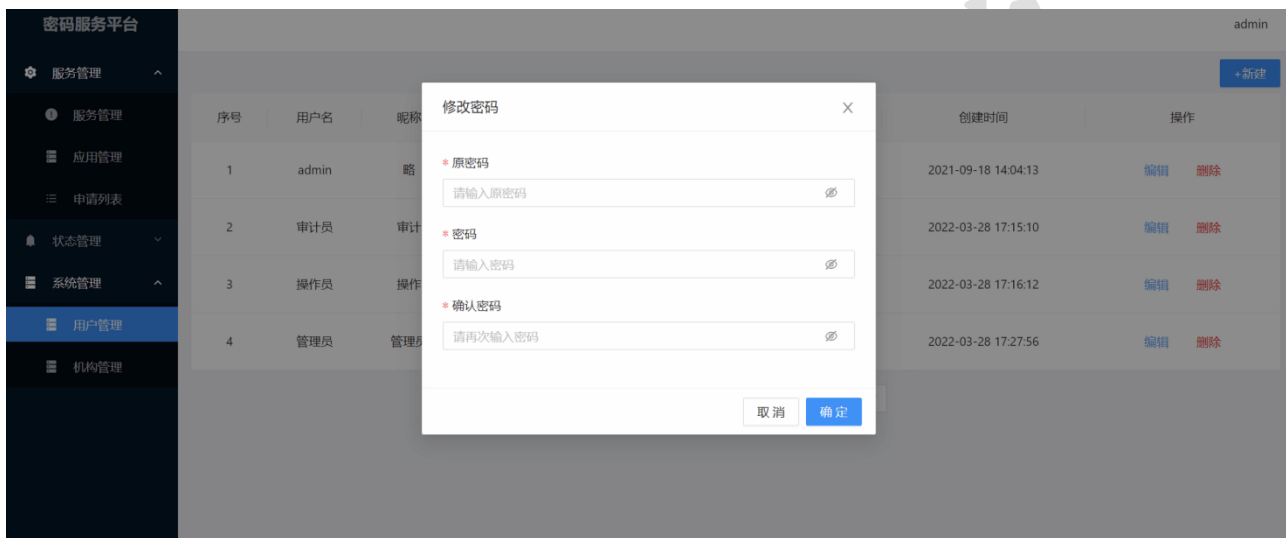 密码服务平台
admin
服务管理
+新建
修改密码
服务管理
序号 用户名 昵称 创建时间 操作
应用管理
* 原密码
1 admin 略 2021-09-18 14:04:13 编辑 删除
请输入原密码
申请列表
2 审计员 审计 2022-03-28 17:15:10 编辑 删除
* 密码
状态管理
请输入密码
系统管理
3 操作员 操作 2022-03-28 17:16:12 编辑 删除
* 确认密码
用户管理
请再次输入密码
4 管理员 管理员 2022-03-28 17:27:56 编辑 删除
机构管理
取消 确定